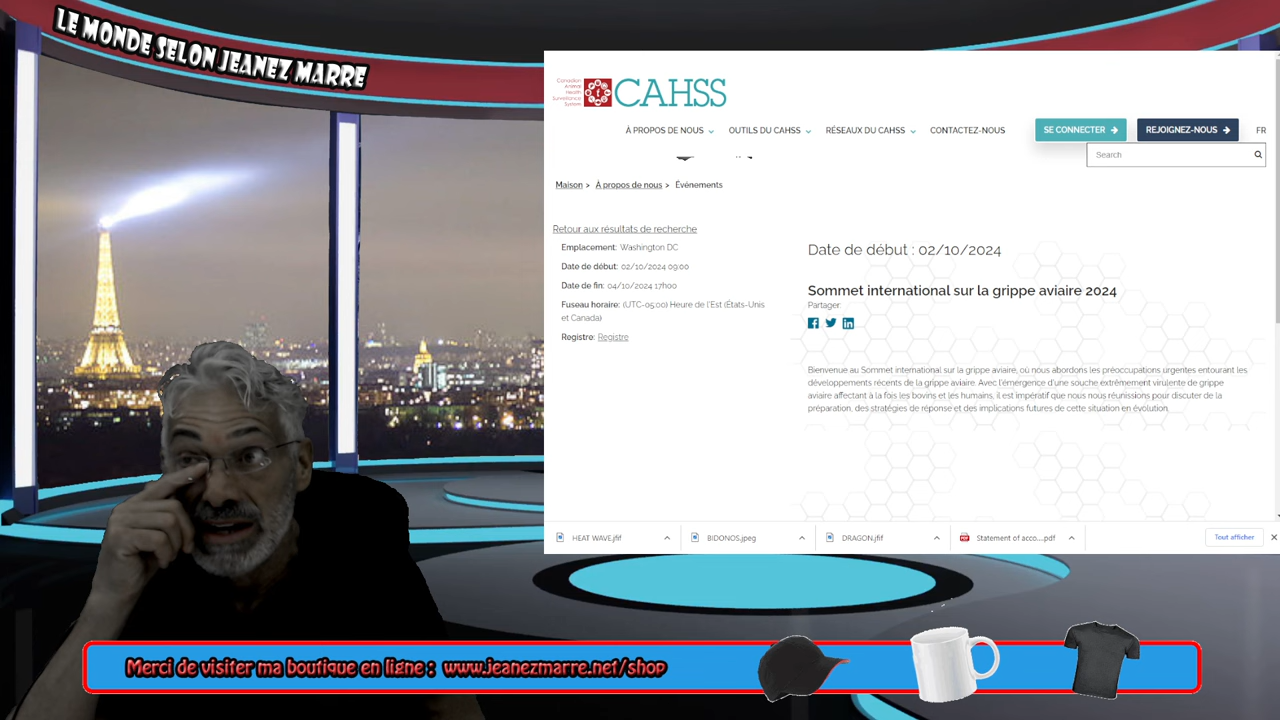 LE MONDE SELON JEANEZ MARRE
Canadian
Animal
Health
Surveillance
System
CAHSS
À PROPOS DE NOUS
OUTILS DU CAHSS
RÉSEAUX DU CAHSS
CONTACTEZ-NOUS
SE CONNECTER
REJOIGNEZ-NOUS
FR
Search
Maison > À propos de nous > Événements
Retour aux résultats de recherche
Emplacement: Washington DC
Date de début: 02/10/2024 09:00
Date de fin: 04/10/2024 17h00
Fuseau horaire: (UTC-05:00) Heure de l'Est (États-Unis
et Canada)
Registre: Registre
Date de début : 02/10/2024
Sommet international sur la grippe aviaire 2024
Partager:
Bienvenue au Sommet international sur la grippe aviaire, où nous abordons les préoccupations urgentes entourant les
développements récents de la grippe aviaire. Avec l'émergence d'une souche extrêmement virulente de grippe
aviaire affectant à la fois les bovins et les humains, il est impératif que nous nous réunissions pour discuter de la
préparation, des stratégies de réponse et des implications futures de cette situation en évolution.
HEAT WAVE.jfif
BIDONOS.jpeg
DRAGON.jfif
Statement of acco....pdf
Tout afficher
Merci de visiter ma boutique en ligne : www.jeanezmarre.net/shop